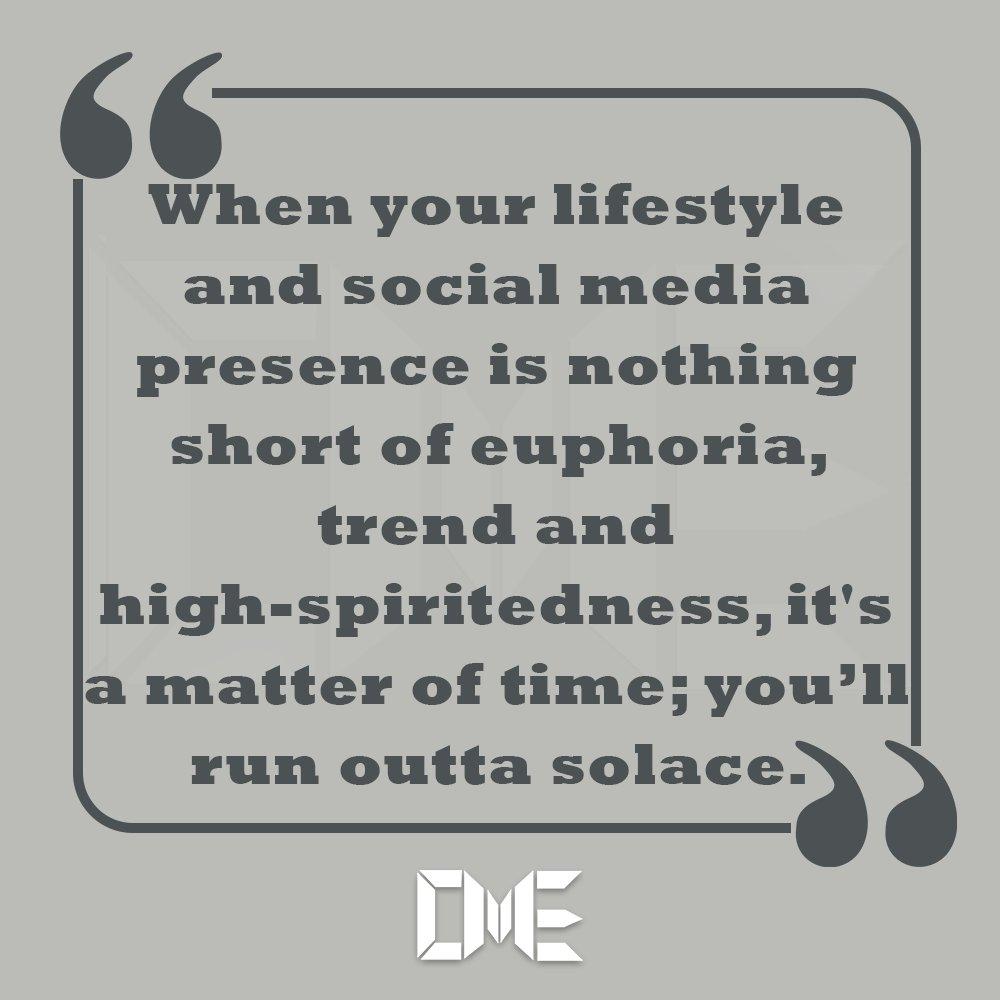 When your lifestyle
and social media
presence is nothing
short of euphoria,
trend and
high-spiritedness, it's
a matter of time; you’ll
run outta solace.
DME